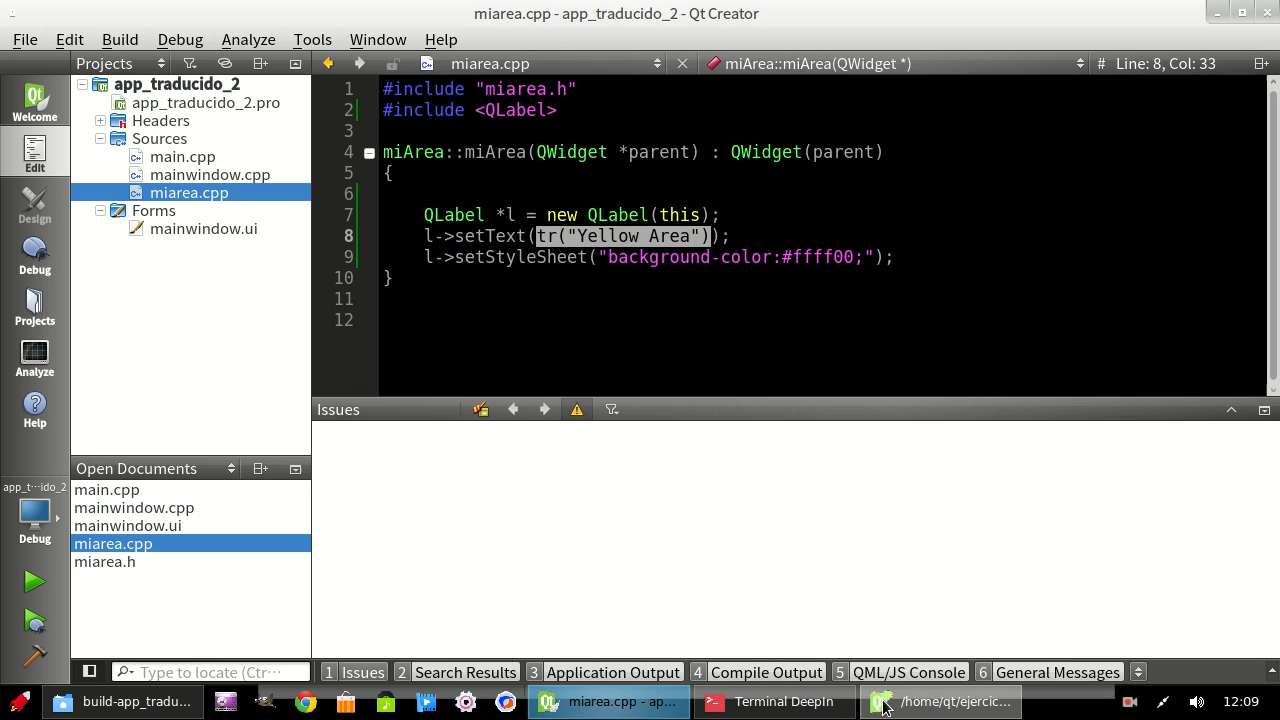 miarea.cpp - app_traducido_2 - Qt Creator
File Edit Build Debug Analyze Tools Window Help
Projects miarea.cpp miArea::miArea(QWidget *) # Line: 8, Col: 33
Welcome
Edit
Design
Debug
Projects
Analyze
Help
app_t···ido_2
Debug
app_traducido_2
app_traducido_2.pro
Headers
Sources
main.cpp
mainwindow.cpp
miarea.cpp
Forms
mainwindow.ui
Open Documents
main.cpp
mainwindow.cpp
mainwindow.ui
miarea.cpp
miarea.h
1 #include "miarea.h"
2 #include <QLabel>
3
4 miArea::miArea(QWidget *parent) : QWidget(parent)
5 {
6
7 QLabel *l = new QLabel(this);
8 l->setText(tr("Yellow Area"));
9 l->setStyleSheet("background-color:#ffff00;");
10 }
11
12
Issues
Type to locate (Ctr··· 1 Issues 2 Search Results 3 Application Output 4 Compile Output 5 QML/JS Console 6 General Messages
build-app_tradu... miarea.cpp - ap... Terminal DeepIn /home/qt/ejercic... 12:09